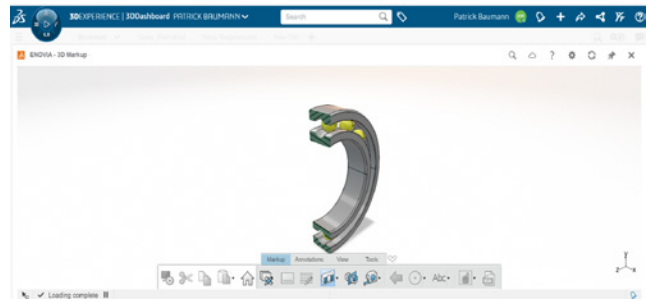 3DEXPERIENCE | 3DDashboard PATRICK BAUMANN
Search
Patrick Baumann
ENOVIA - 3D Markup
Markup Annotations View Tools
Abc
Y
Z X
Loading complete